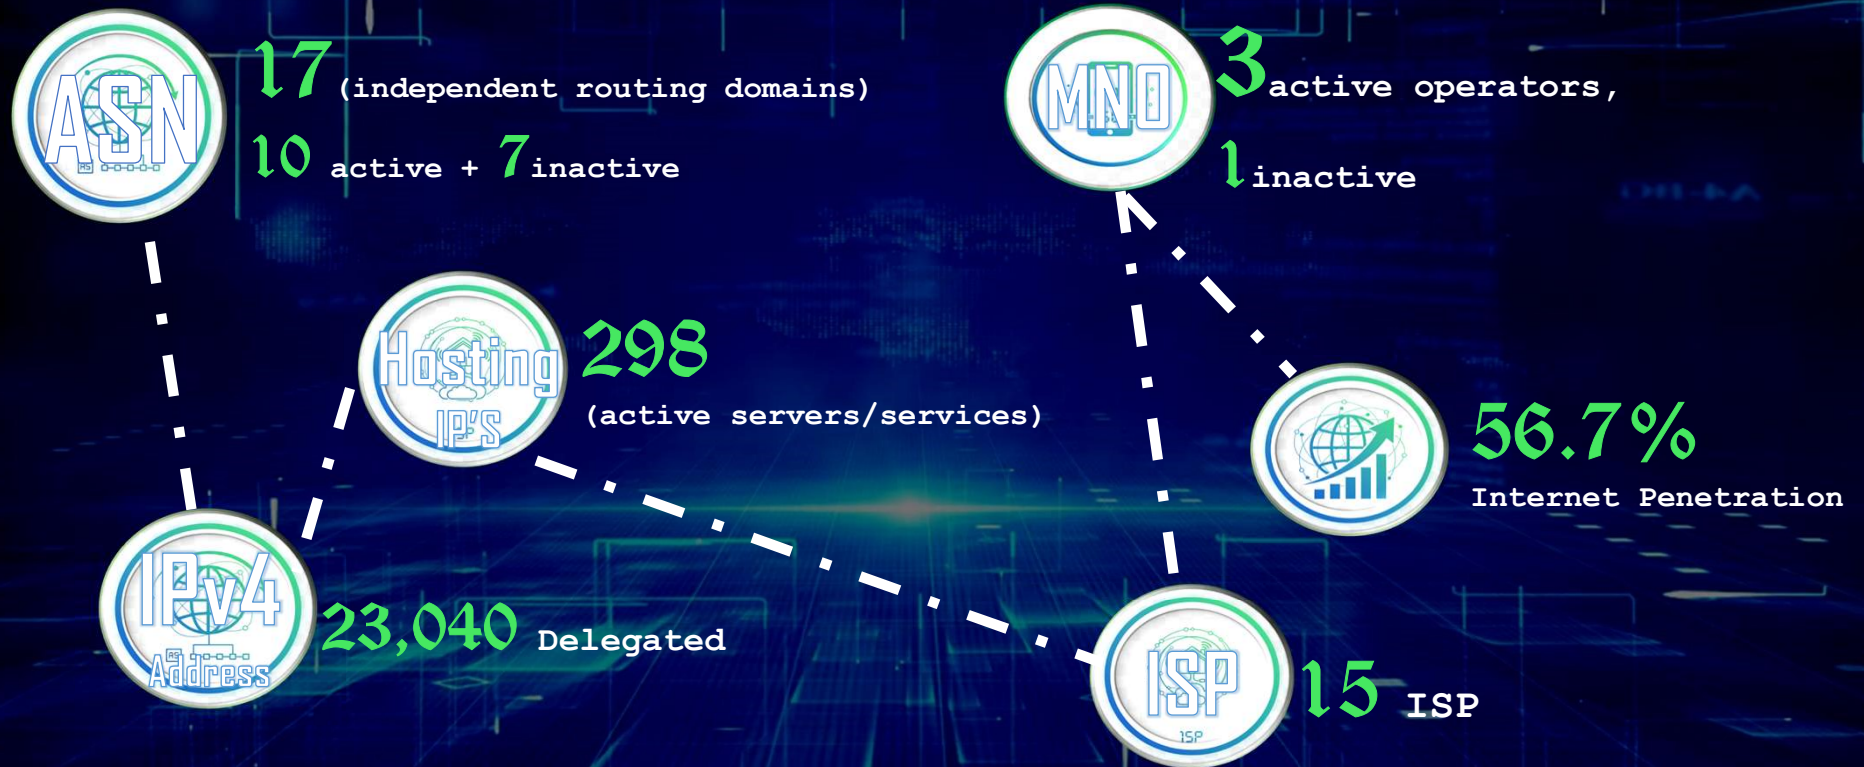 ASN
17 (independent routing domains)
10 active + 7 inactive
MNO
3 active operators,
1 inactive
Hosting
IP'S
298
(active servers/services)
56.7%
Internet Penetration
IPv4
Address
23,040 Delegated
ISP
ISP
15 ISP